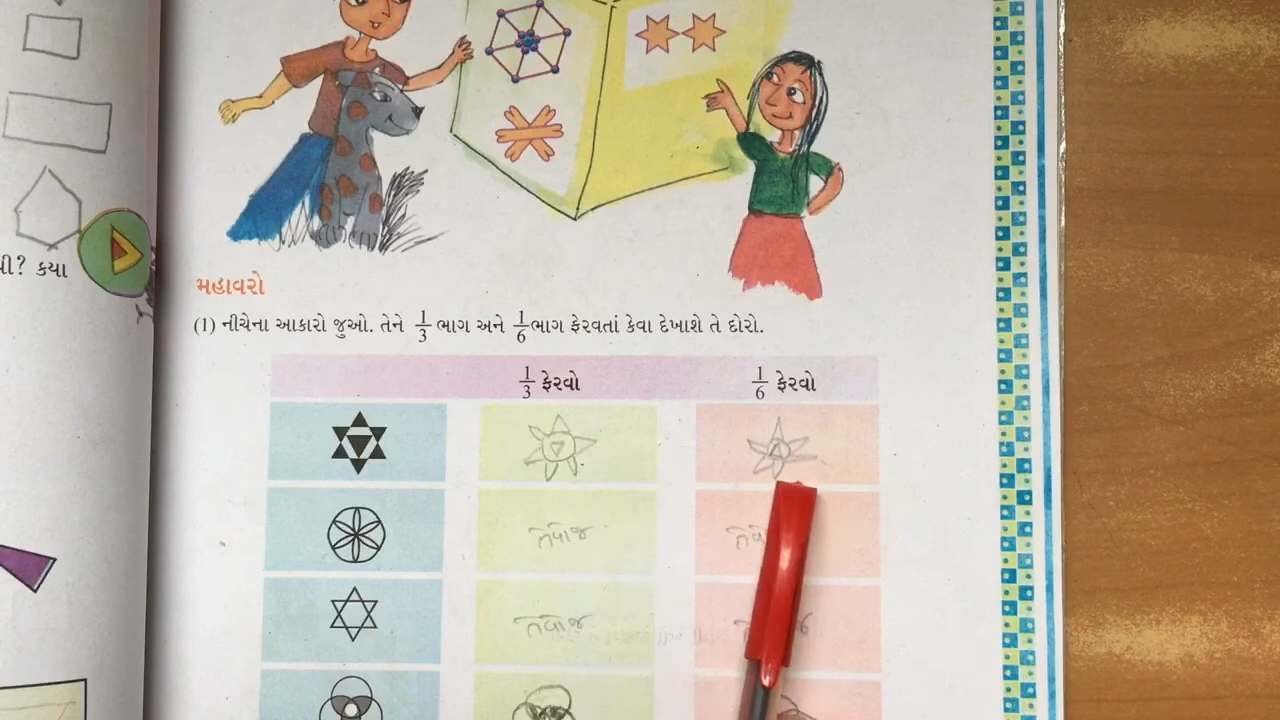 થી? કયા
મહાવરો
(1) નીચેના આકારો જુઓ. તેને 1/3 ભાગ અને 1/6 ભાગ ફેરવતાં કેવા દેખાશે તે દોરો.
1/3 ફેરવો 1/6 ફેરવો
તેવોજ
તેવોજ